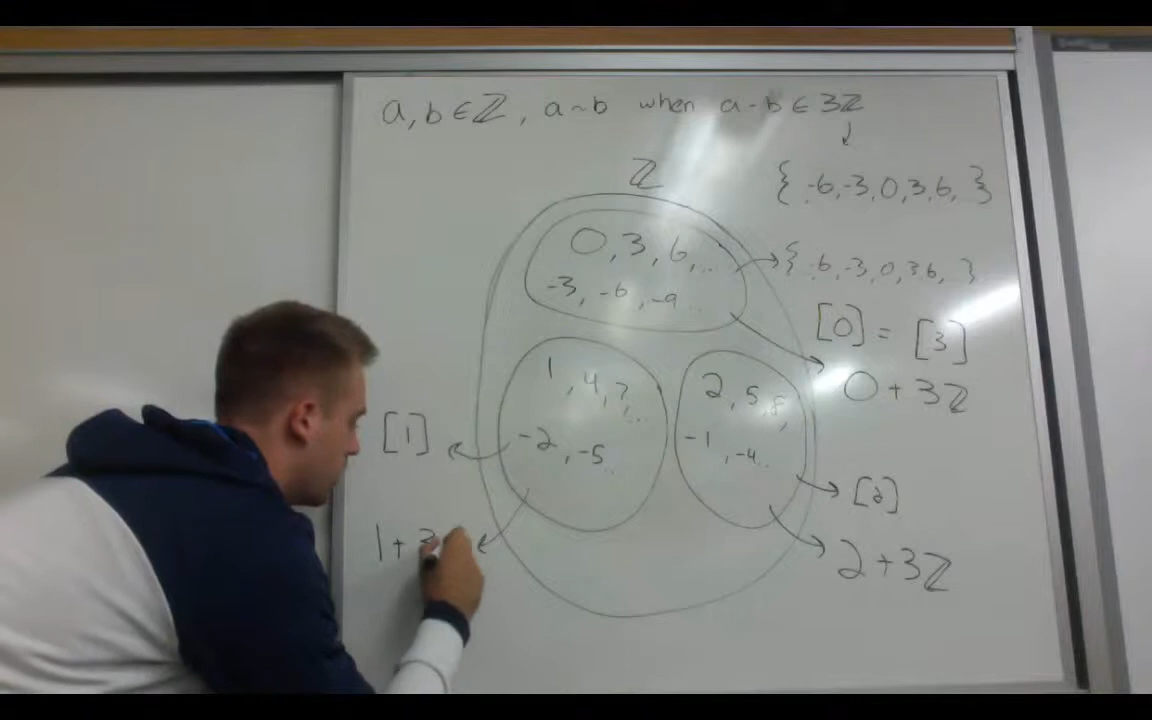 a, b ∈ ℤ, a ~ b when a - b ∈ 3ℤ
↓
{ -6, -3, 0, 3, 6, }
ℤ
0, 3, 6, ...
-3, -6, -9 ..
→ { -6, -3, 0, 3 6, }
[0] = [3]
0 + 3ℤ
1, 4, 7, ...
-2, -5 ..
2, 5, 8,
-1, -4 ..
[1]
[2]
1 + 3
2 + 3ℤ